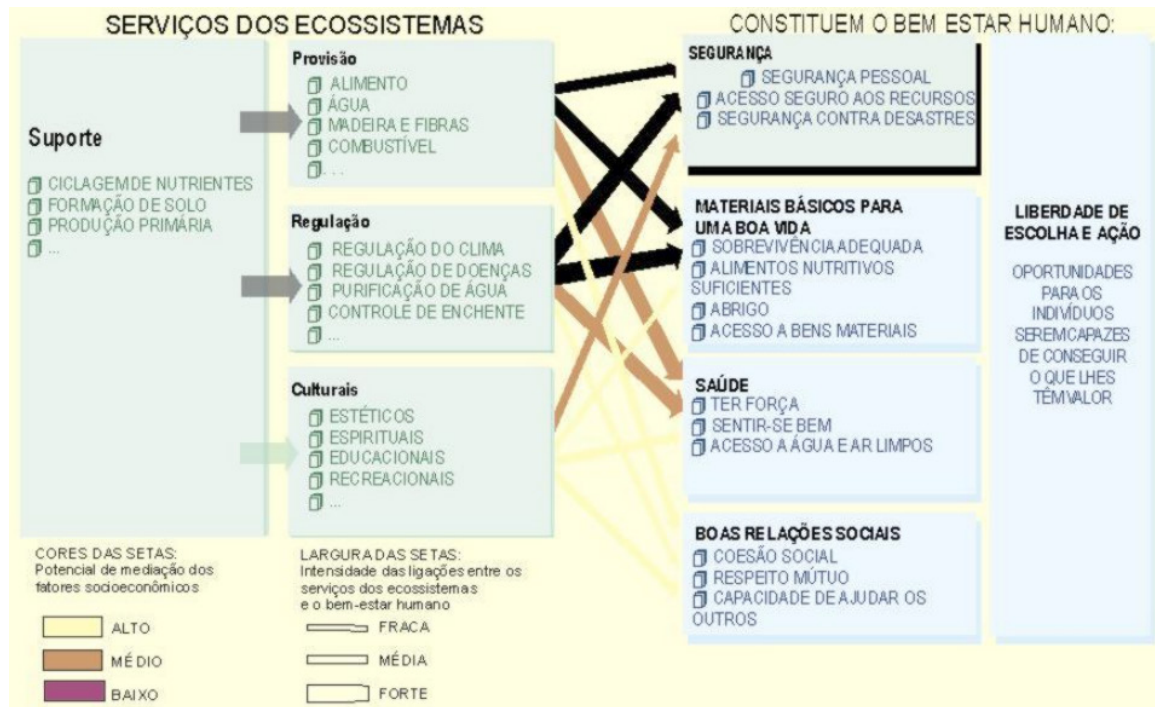 SERVIÇOS DOS ECOSSISTEMAS
Suporte
CICLAGEM DE NUTRIENTES
FORMAÇÃO DE SOLO
PRODUÇÃO PRIMÁRIA
...
Provisão
ALIMENTO
ÁGUA
MADEIRA E FIBRAS
COMBUSTÍVEL
...
Regulação
REGULAÇÃO DO CLIMA
REGULAÇÃO DE DOENÇAS
PURIFICAÇÃO DE ÁGUA
CONTROLE DE ENCHENTE
...
Culturais
ESTÉTICOS
ESPIRITUAIS
EDUCACIONAIS
RECREACIONAIS
...
CONSTITUEM O BEM ESTAR HUMANO:
SEGURANÇA
SEGURANÇA PESSOAL
ACESSO SEGURO AOS RECURSOS
SEGURANÇA CONTRA DESASTRES
MATERIAIS BÁSICOS PARA
UMA BOA VIDA
SOBREVIVÊNCIA ADEQUADA
ALIMENTOS NUTRITIVOS
SUFICIENTES
ABRIGO
ACESSO A BENS MATERIAIS
SAÚDE
TER FORÇA
SENTIR-SE BEM
ACESSO A ÁGUA E AR LIMPOS
BOAS RELAÇÕES SOCIAIS
COESÃO SOCIAL
RESPEITO MÚTUO
CAPACIDADE DE AJUDAR OS
OUTROS
LIBERDADE DE
ESCOLHA E AÇÃO
OPORTUNIDADES
PARA OS
INDIVÍDUOS
SEREM CAPAZES
DE CONSEGUIR
O QUE LHES
TÊM VALOR
CORES DAS SETAS:
Potencial de mediação dos
fatores socioeconômicos
ALTO
MÉDIO
BAIXO
LARGURA DAS SETAS:
Intensidade das ligações entre os
serviços dos ecossistemas
e o bem-estar humano
FRACA
MÉDIA
FORTE